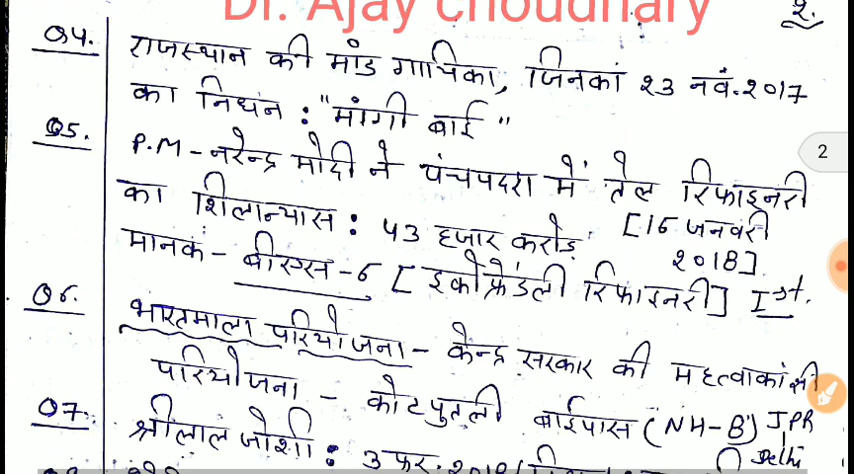 Dr. Ajay choudhary
2.
Q4. राजस्थान की मांड गायिका, जिनका 23 नवं. 2017
का निधन : "मांगी बाई"
Q5. P.M - नरेन्द्र मोदी ने पंचपदरा में तेल रिफाइनरी
2
का शिलान्यास : 43 हजार करोड़ [16 जनवरी
2018]
मानक - बीएस - 6 [इको फ्रेंडली रिफाइनरी] Ist.
Q6. भारतमाला परियोजना - केन्द्र सरकार की महत्वाकांक्षी
परियोजना - कोटपुतली बाईपास (NH-8) JPR
Delhi
Q7. श्रीलाल जोशी : 3 फर. 2018